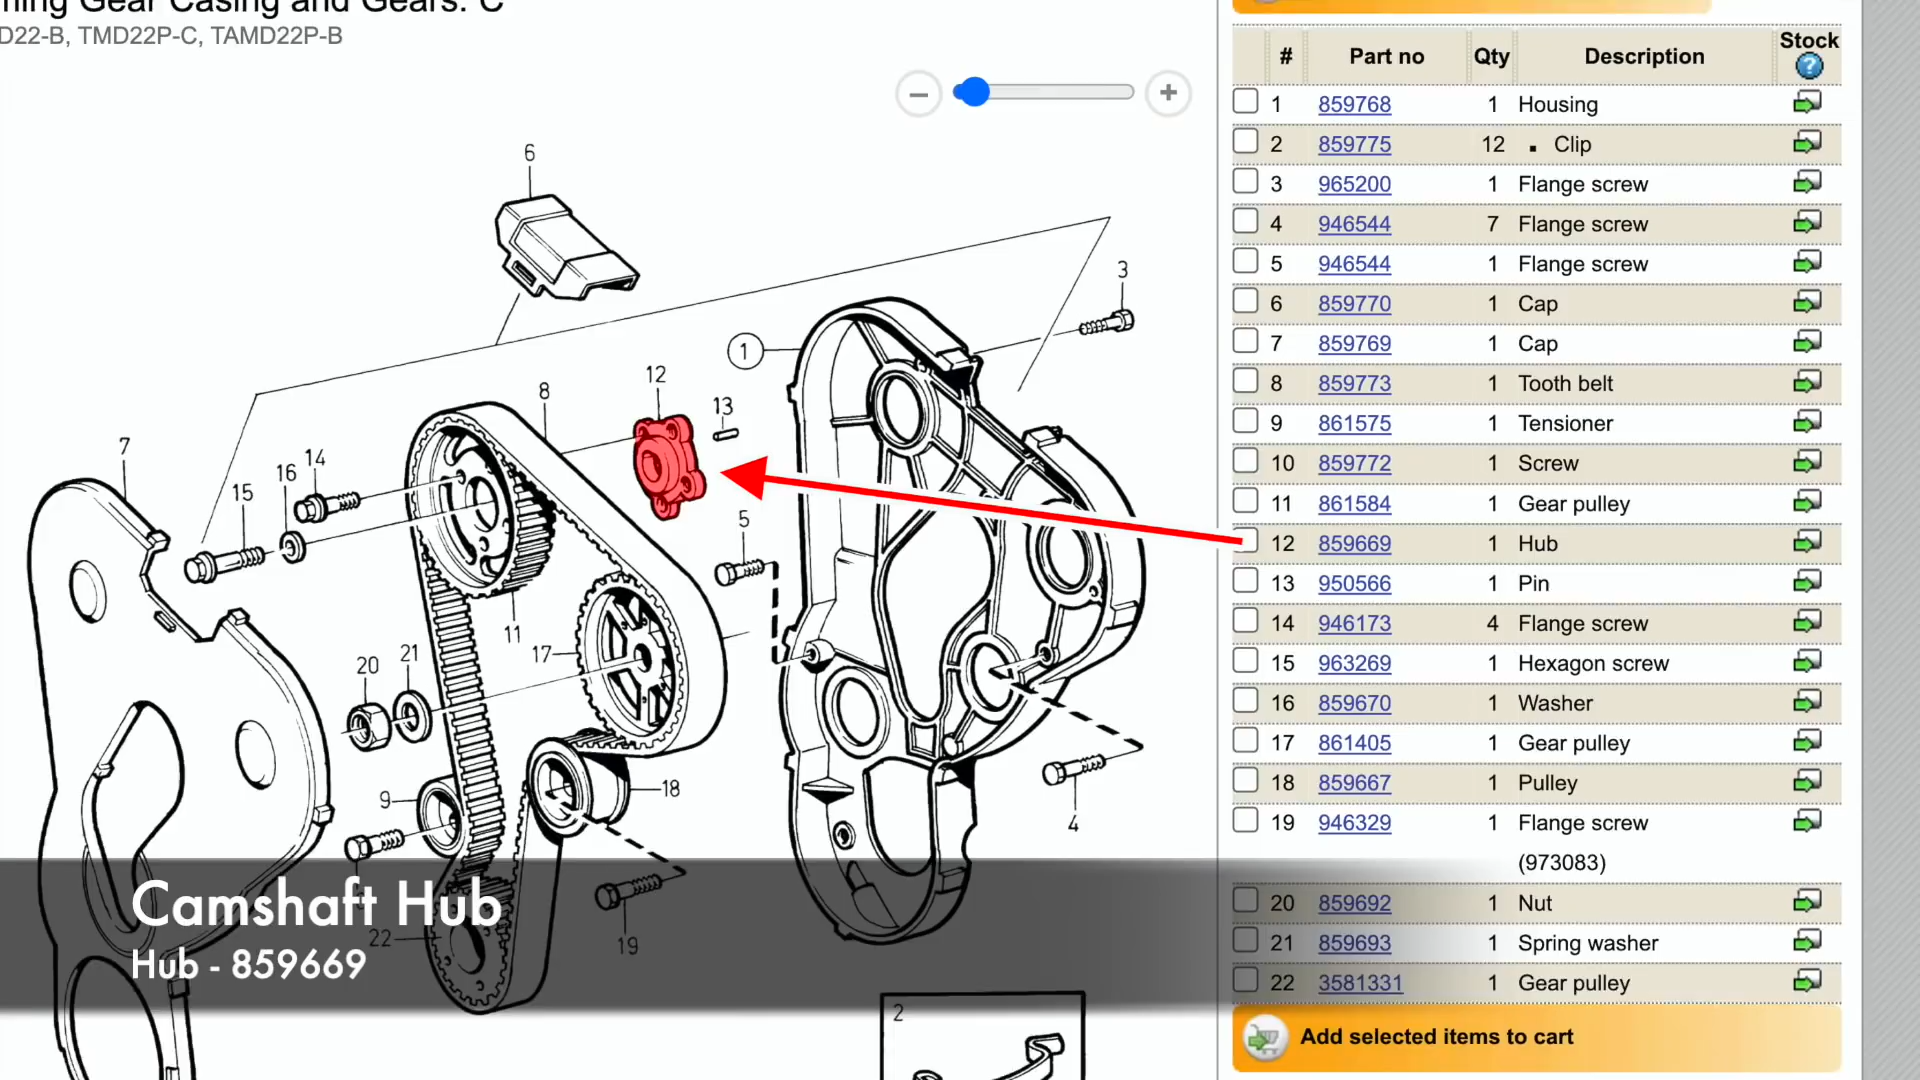 ming Gear Casing and Gears: C
D22-B, TMD22P-C, TAMD22P-B
# Part no Qty Description Stock
1 859768 1 Housing
2 859775 12 ▪ Clip
3 965200 1 Flange screw
4 946544 7 Flange screw
5 946544 1 Flange screw
6 859770 1 Cap
7 859769 1 Cap
8 859773 1 Tooth belt
9 861575 1 Tensioner
10 859772 1 Screw
11 861584 1 Gear pulley
12 859669 1 Hub
13 950566 1 Pin
14 946173 4 Flange screw
15 963269 1 Hexagon screw
16 859670 1 Washer
17 861405 1 Gear pulley
18 859667 1 Pulley
19 946329 1 Flange screw
(973083)
20 859692 1 Nut
21 859693 1 Spring washer
22 3581331 1 Gear pulley
Add selected items to cart
6
3
1
12
8
13
7
14
16
15
5
11
17
21
20
9
18
4
22
19
2
Camshaft Hub
Hub - 859669